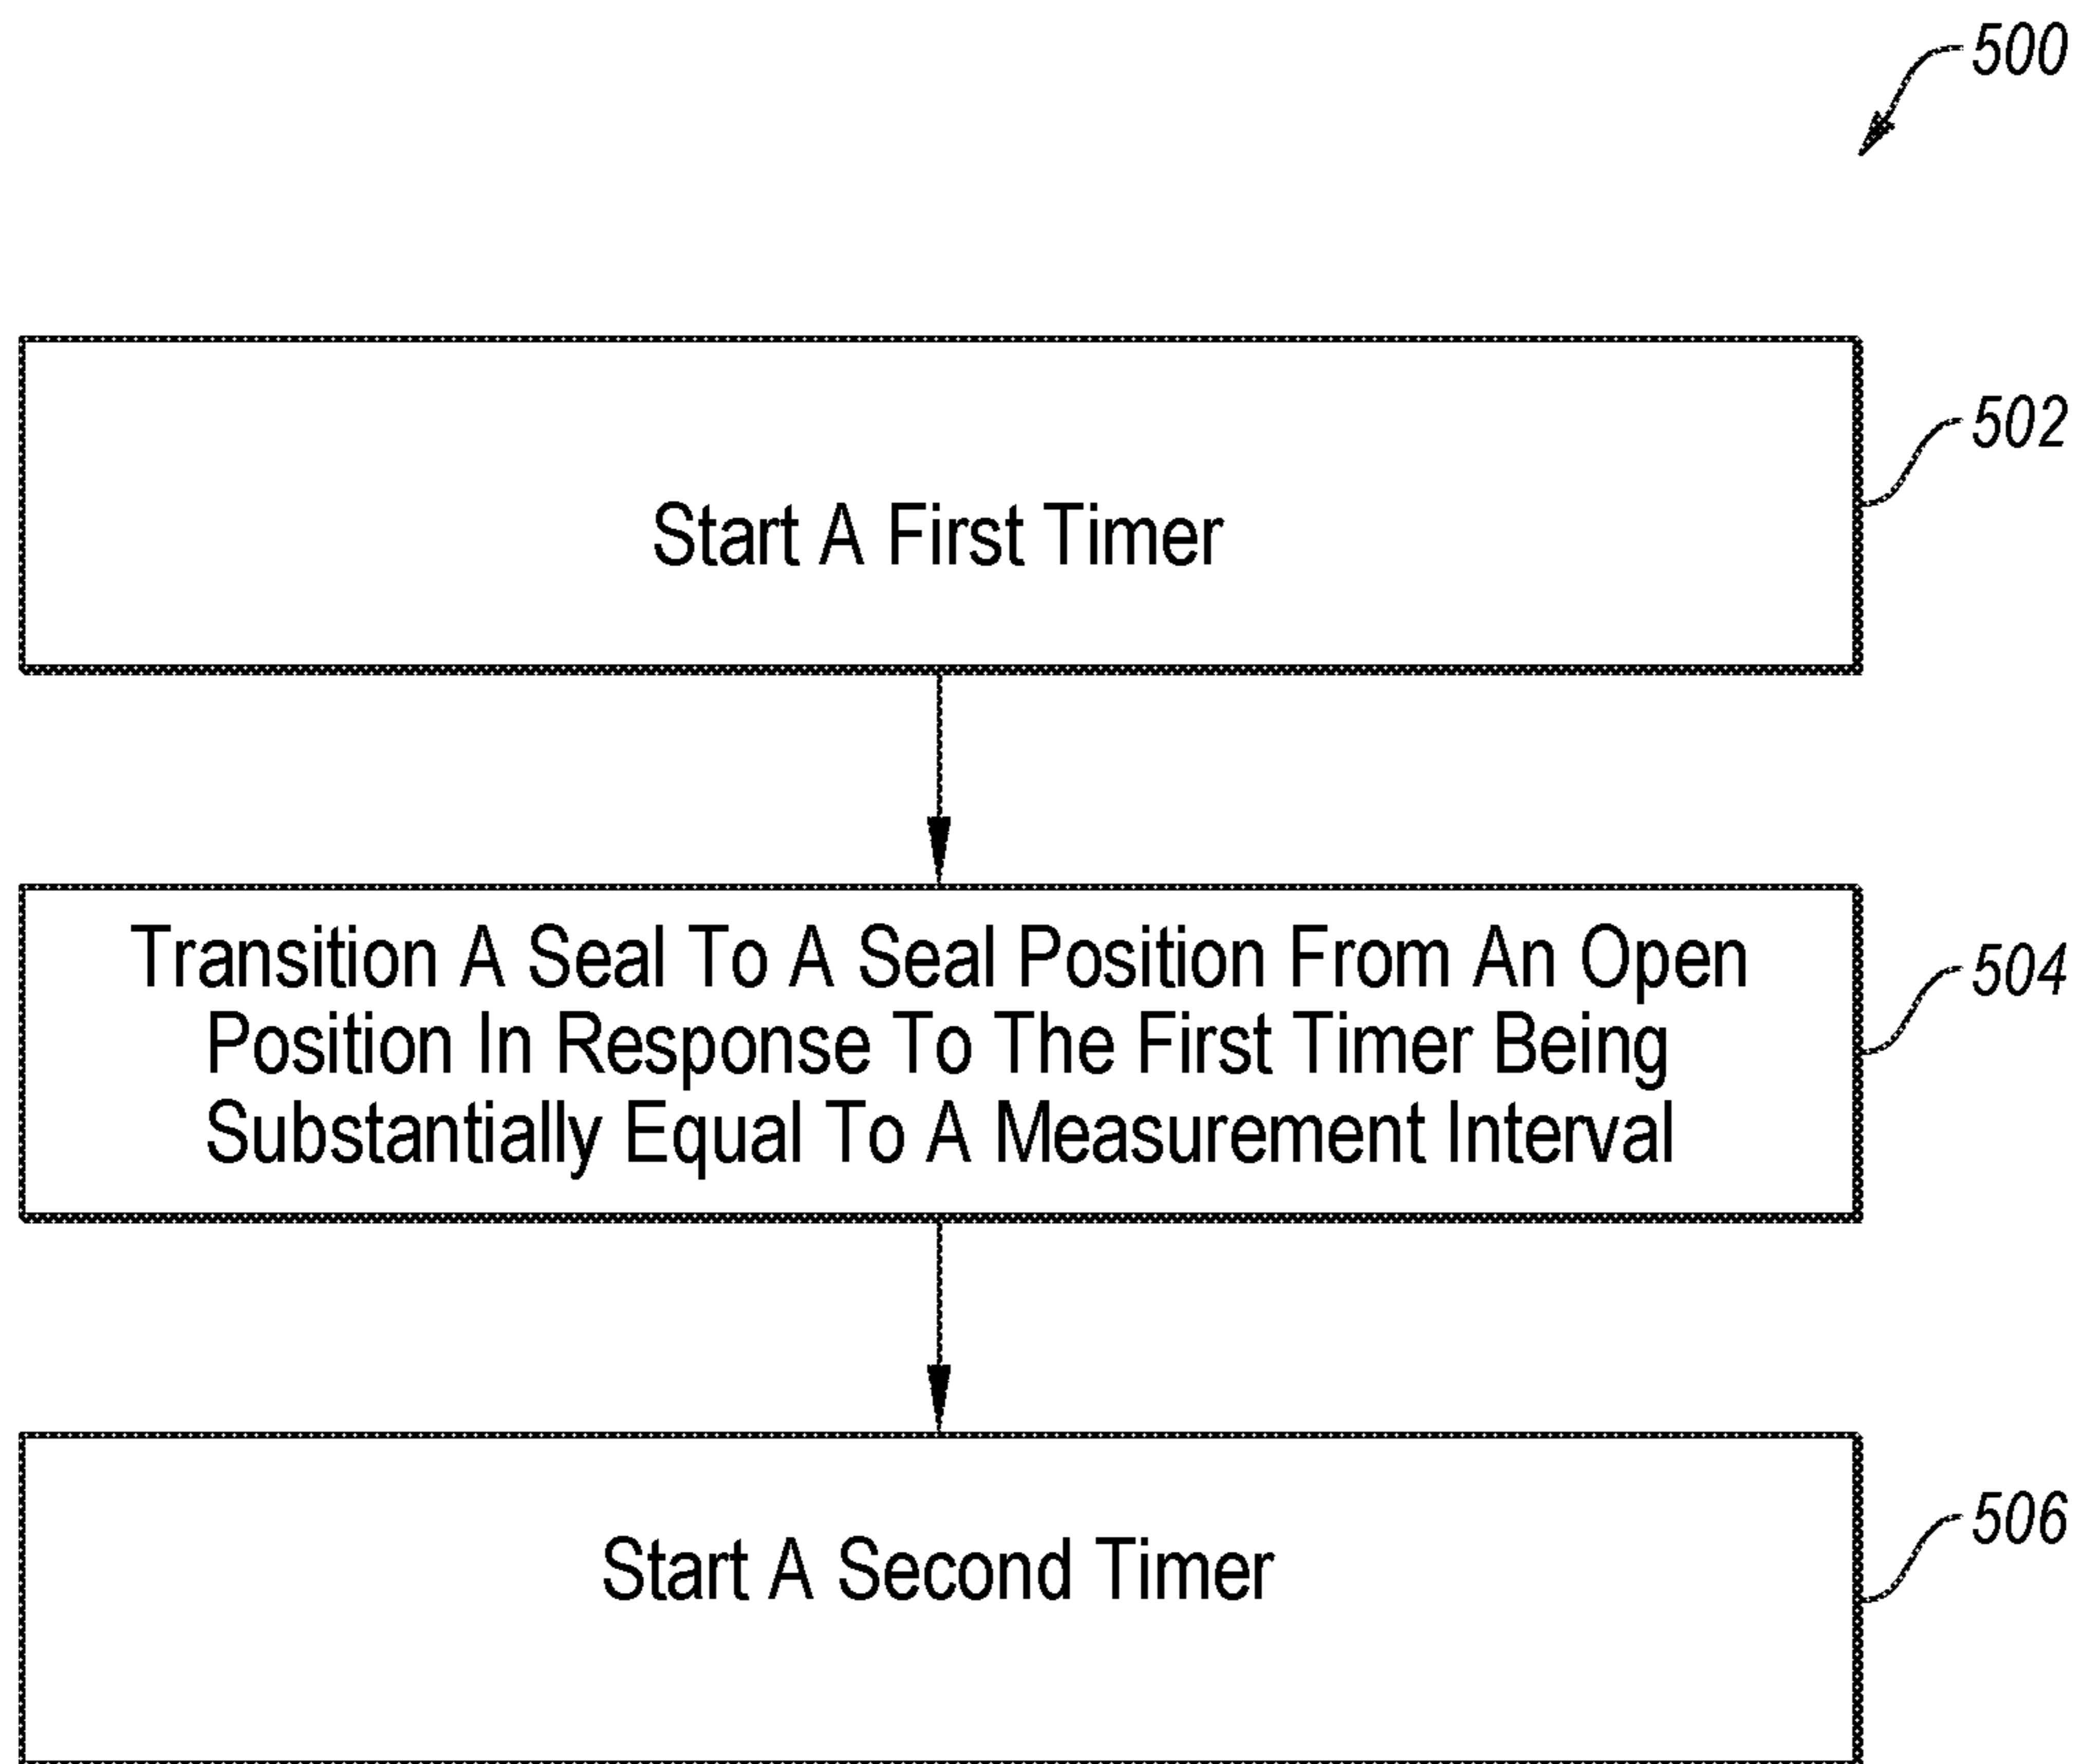 500
502
Start A First Timer
Transition A Seal To A Seal Position From An Open
Position In Response To The First Timer Being
Substantially Equal To A Measurement Interval
504
Start A Second Timer
506